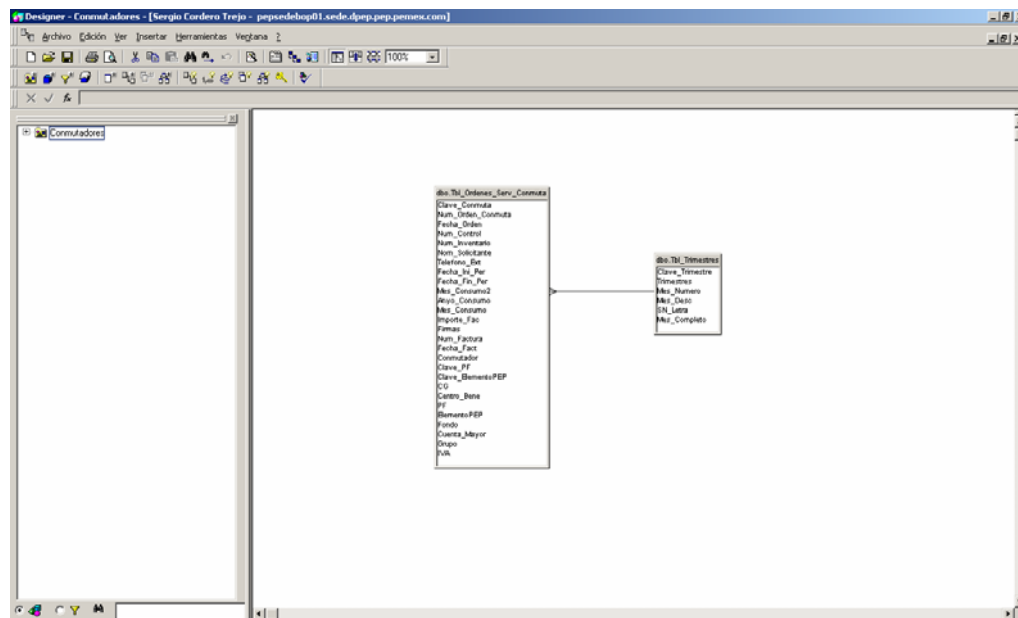 Designer - Conmutadores - [Sergio Cordero Trejo - pepsedebop01.sede.dpep.pep.pemex.com]
Archivo Edición Ver Insertar Herramientas Ventana ?
100%
Conmutadores
dbo.Tbl_Ordenes_Serv_Conmuta
Clave_Conmuta
Num_Orden_Conmuta
Fecha_Orden
Num_Control
Num_Inventario
Nom_Solicitante
Telefono_Ext
Fecha_Ini_Per
Fecha_Fin_Per
Mes_Consumo2
Anyo_Consumo
Mes_Consumo
Importe_Fac
Firmas
Num_Factura
Fecha_Fact
Conmutador
Clave_PF
Clave_ElementoPEP
CG
Centro_Bene
PF
ElementoPEP
Fondo
Cuenta_Mayor
Grupo
IVA
dbo.Tbl_Trimestres
Clave_Trimestre
Trimestres
Mes_Numero
Mes_Desc
SN_Letra
Mes_Completo